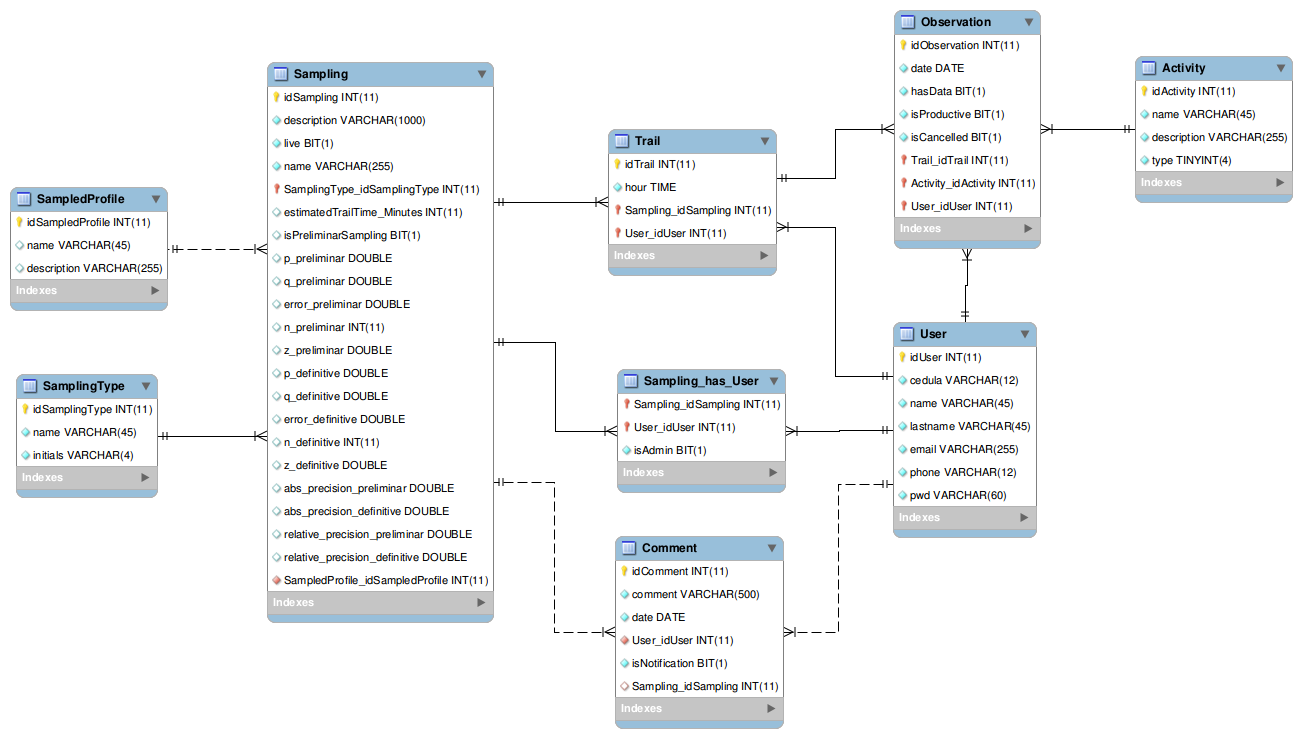 SampledProfile
idSampledProfile INT(11)
name VARCHAR(45)
description VARCHAR(255)
Indexes
SamplingType
idSamplingType INT(11)
name VARCHAR(45)
initials VARCHAR(4)
Indexes
Sampling
idSampling INT(11)
description VARCHAR(1000)
live BIT(1)
name VARCHAR(255)
SamplingType_idSamplingType INT(11)
estimatedTrailTime_Minutes INT(11)
isPreliminarSampling BIT(1)
p_preliminar DOUBLE
q_preliminar DOUBLE
error_preliminar DOUBLE
n_preliminar INT(11)
z_preliminar DOUBLE
p_definitive DOUBLE
q_definitive DOUBLE
error_definitive DOUBLE
n_definitive INT(11)
z_definitive DOUBLE
abs_precision_preliminar DOUBLE
abs_precision_definitive DOUBLE
relative_precision_preliminar DOUBLE
relative_precision_definitive DOUBLE
SampledProfile_idSampledProfile INT(11)
Indexes
Trail
idTrail INT(11)
hour TIME
Sampling_idSampling INT(11)
User_idUser INT(11)
Indexes
Sampling_has_User
Sampling_idSampling INT(11)
User_idUser INT(11)
isAdmin BIT(1)
Indexes
Comment
idComment INT(11)
comment VARCHAR(500)
date DATE
User_idUser INT(11)
isNotification BIT(1)
Sampling_idSampling INT(11)
Indexes
Observation
idObservation INT(11)
date DATE
hasData BIT(1)
isProductive BIT(1)
isCancelled BIT(1)
Trail_idTrail INT(11)
Activity_idActivity INT(11)
User_idUser INT(11)
Indexes
User
idUser INT(11)
cedula VARCHAR(12)
name VARCHAR(45)
lastname VARCHAR(45)
email VARCHAR(255)
phone VARCHAR(12)
pwd VARCHAR(60)
Indexes
Activity
idActivity INT(11)
name VARCHAR(45)
description VARCHAR(255)
type TINYINT(4)
Indexes